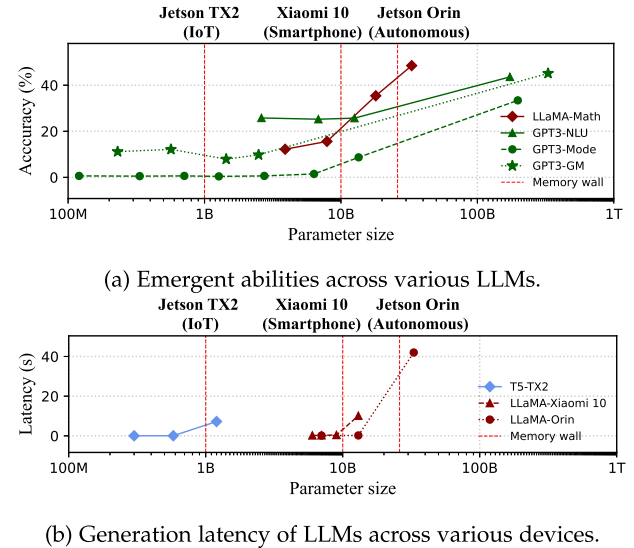 Jetson TX2 Xiaomi 10 Jetson Orin
(IoT) (Smartphone) (Autonomous)
Acccuracy (%)
40
20
0
LLaMA-Math
GPT3-NLU
GPT3-Mode
GPT3-GM
Memory wall
100M 1B 10B 100B 1T
Parameter size
(a) Emergent abilities across various LLMs.
Jetson TX2 Xiaomi 10 Jetson Orin
(IoT) (Smartphone) (Autonomous)
Latency (s)
40
20
0
T5-TX2
LLaMA-Xiaomi 10
LLaMA-Orin
Memory wall
100M 1B 10B 100B 1T
Parameter size
(b) Generation latency of LLMs across various devices.